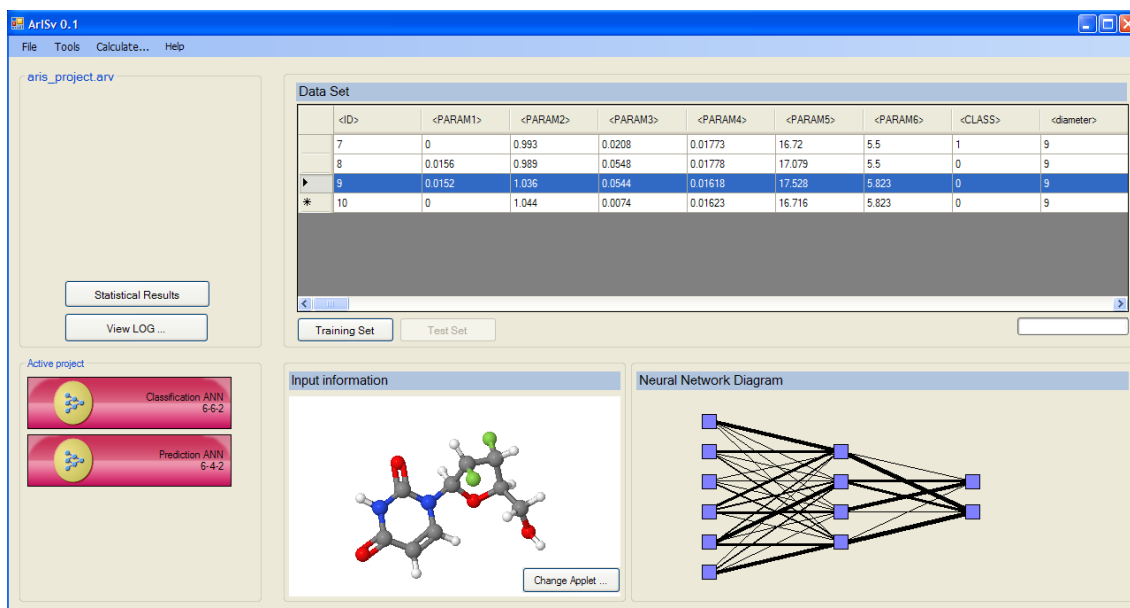 ArISv 0.1
File Tools Calculate... Help
aris_project.arv
Statistical Results
View LOG ...
Data Set
<ID> <PARAM1> <PARAM2> <PARAM3> <PARAM4> <PARAM5> <PARAM6> <CLASS> <diameter>
7 0 0.993 0.0208 0.01773 16.72 5.5 1 9
8 0.0156 0.989 0.0548 0.01778 17.079 5.5 0 9
9 0.0152 1.036 0.0544 0.01618 17.528 5.823 0 9
10 0 1.044 0.0074 0.01623 16.716 5.823 0 9
Training Set Test Set
Active project
Classification ANN
6-6-2
Prediction ANN
6-4-2
Input information
Change Applet ...
Neural Network Diagram